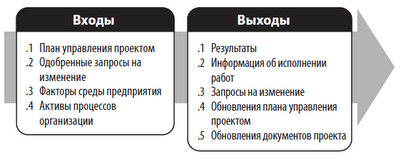 Входы
.1 План управления проектом
.2 Одобренные запросы на
изменение
.3 Факторы среды предприятия
.4 Активы процессов
организации
Выходы
.1 Результаты
.2 Информация об исполнении
работ
.3 Запросы на изменение
.4 Обновления плана управления
проектом
.5 Обновления документов проекта